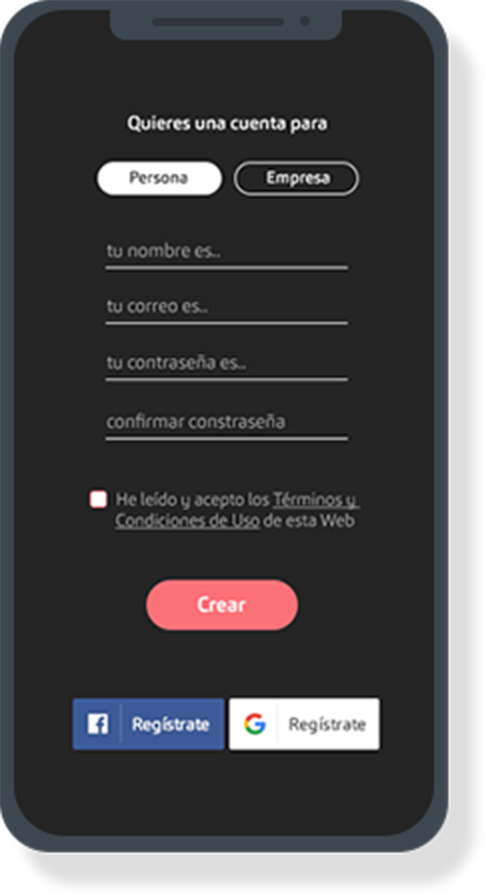 Quieres una cuenta para
Persona
Empresa
tu nombre es..
tu correo es..
tu contraseña es..
confirmar constraseña
He leído y acepto los Términos y
Condiciones de Uso de esta Web
Crear
Regístrate
Regístrate